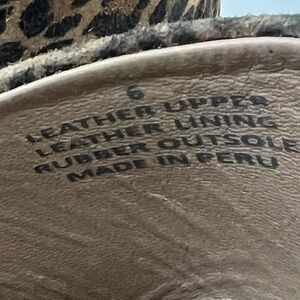 6
LEATHER UPPER
LEATHER LINING
RUBBER OUTSOLE
MADE IN PERU